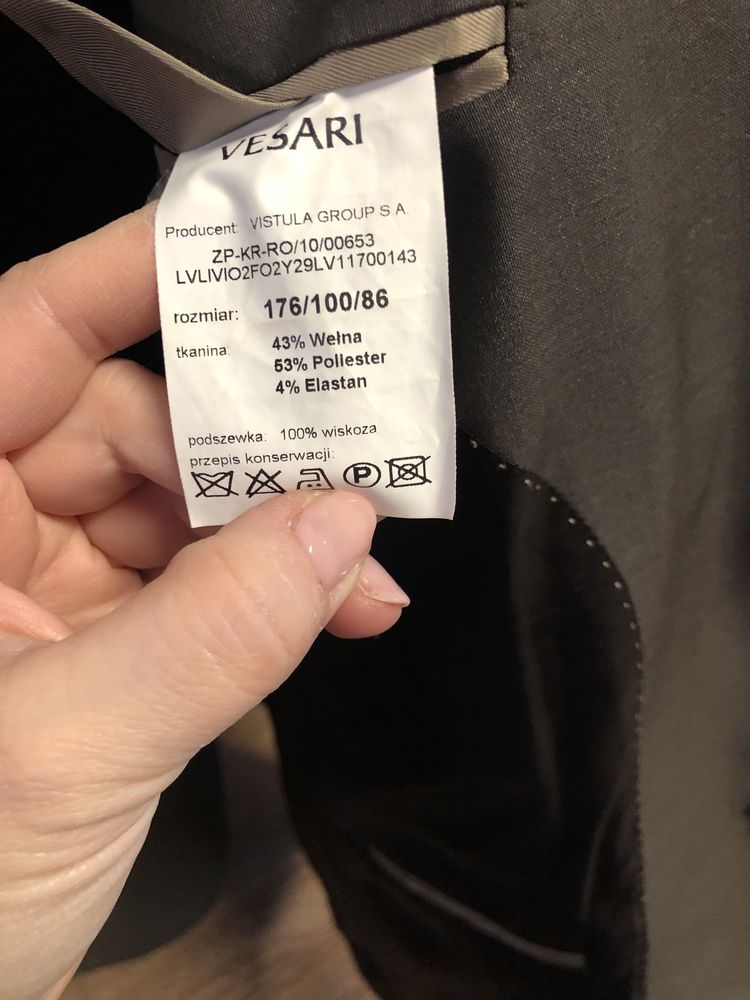 VESARI
Producent: VISTULA GROUP S.A.
ZP-KR-RO/10/00653
LVLIVIO2FO2Y29LV11700143
rozmiar: 176/100/86
tkanina: 43% Wełna
53% Poliester
4% Elastan
podszewka: 100% wiskoza
przepis konserwacji:
P